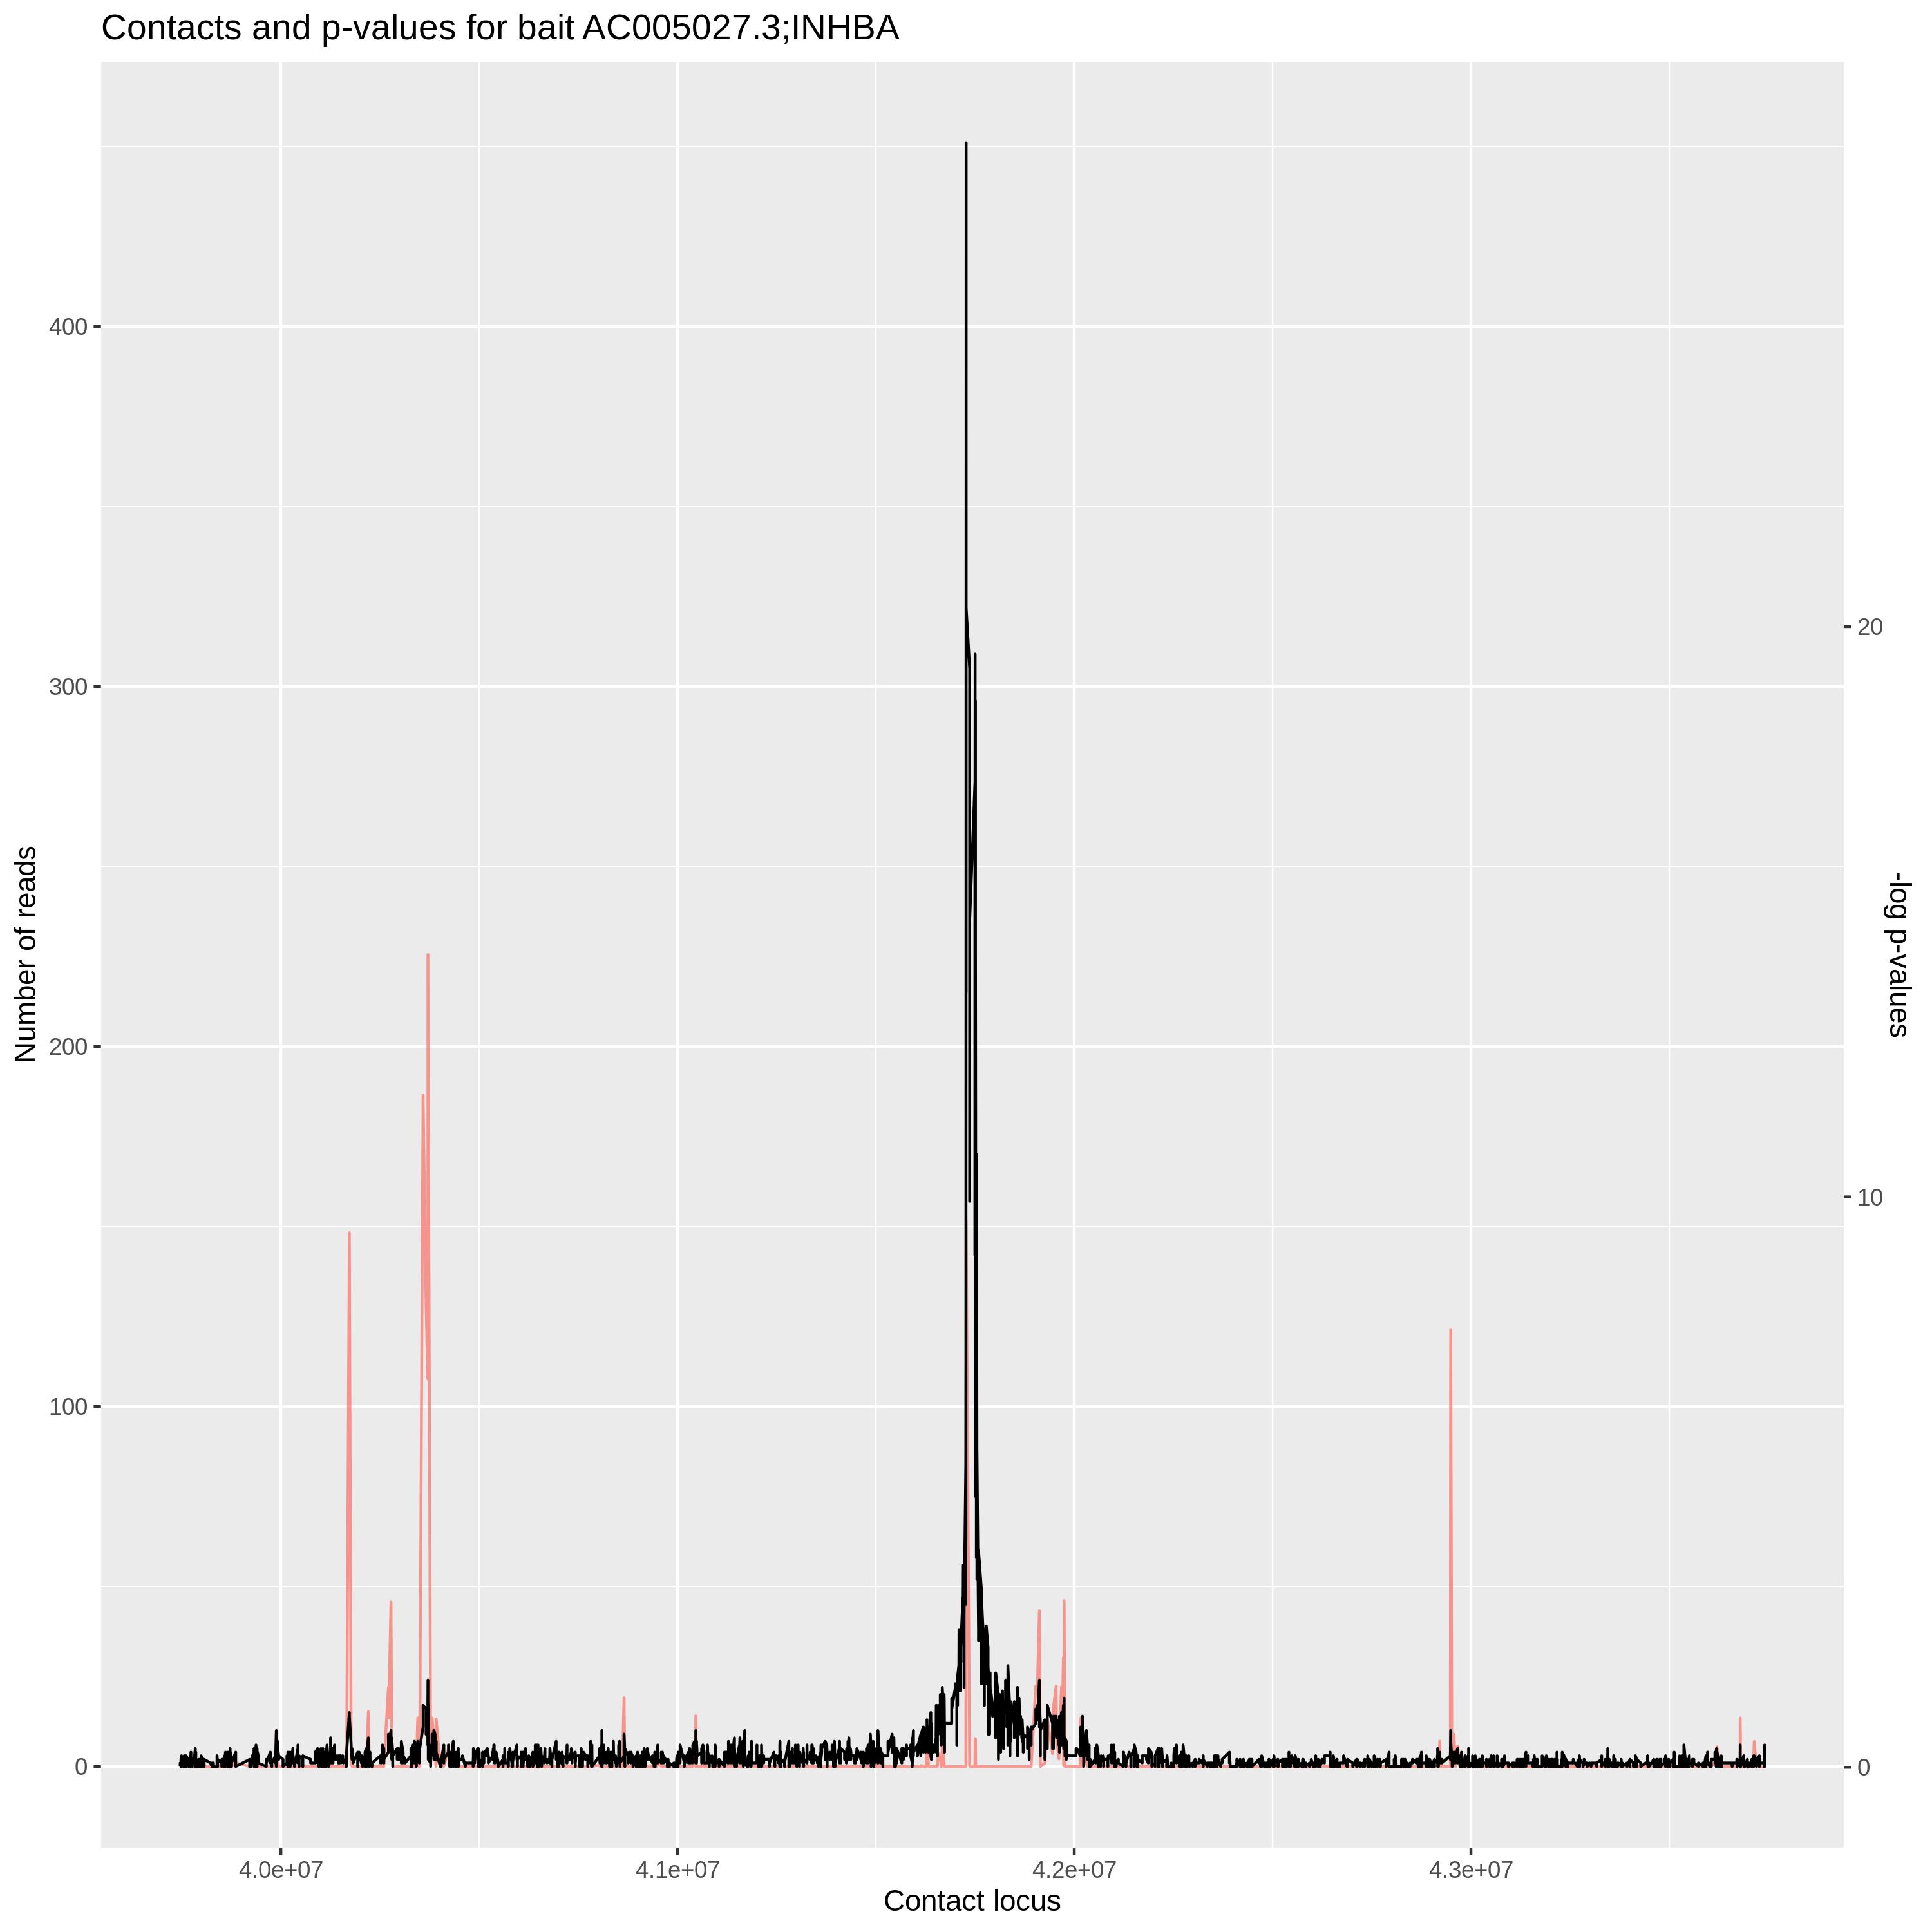 Contacts and p-values for bait AC005027.3;INHBA
400
300
200
100
0
Number of reads
20
10
0
-log p-values
4.0e+07
4.1e+07
4.2e+07
4.3e+07
Contact locus